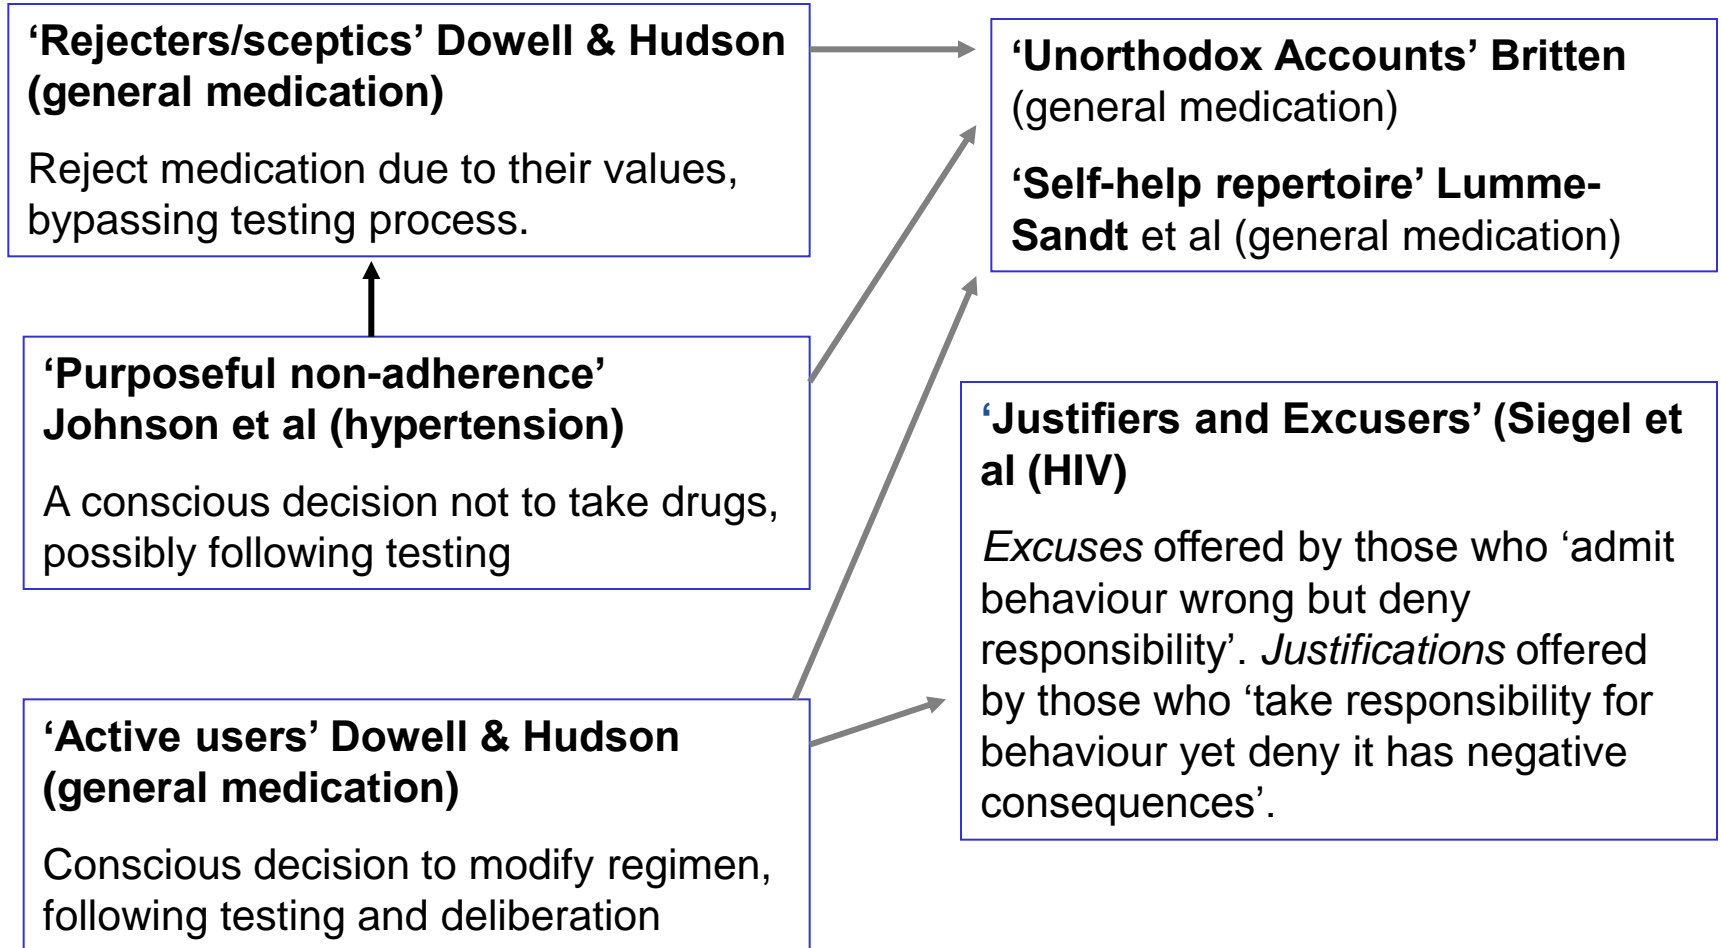 ‘Rejecters/sceptics’ Dowell & Hudson
(general medication)
Reject medication due to their values,
bypassing testing process.
‘Purposeful non-adherence’
Johnson et al (hypertension)
A conscious decision not to take drugs,
possibly following testing
‘Active users’ Dowell & Hudson
(general medication)
Conscious decision to modify regimen,
following testing and deliberation
‘Unorthodox Accounts’ Britten
(general medication)
‘Self-help repertoire’ Lumme-
Sandt et al (general medication)
‘Justifiers and Excusers’ (Siegel et
al (HIV)
Excuses offered by those who ‘admit
behaviour wrong but deny
responsibility’. Justifications offered
by those who ‘take responsibility for
behaviour yet deny it has negative
consequences’.